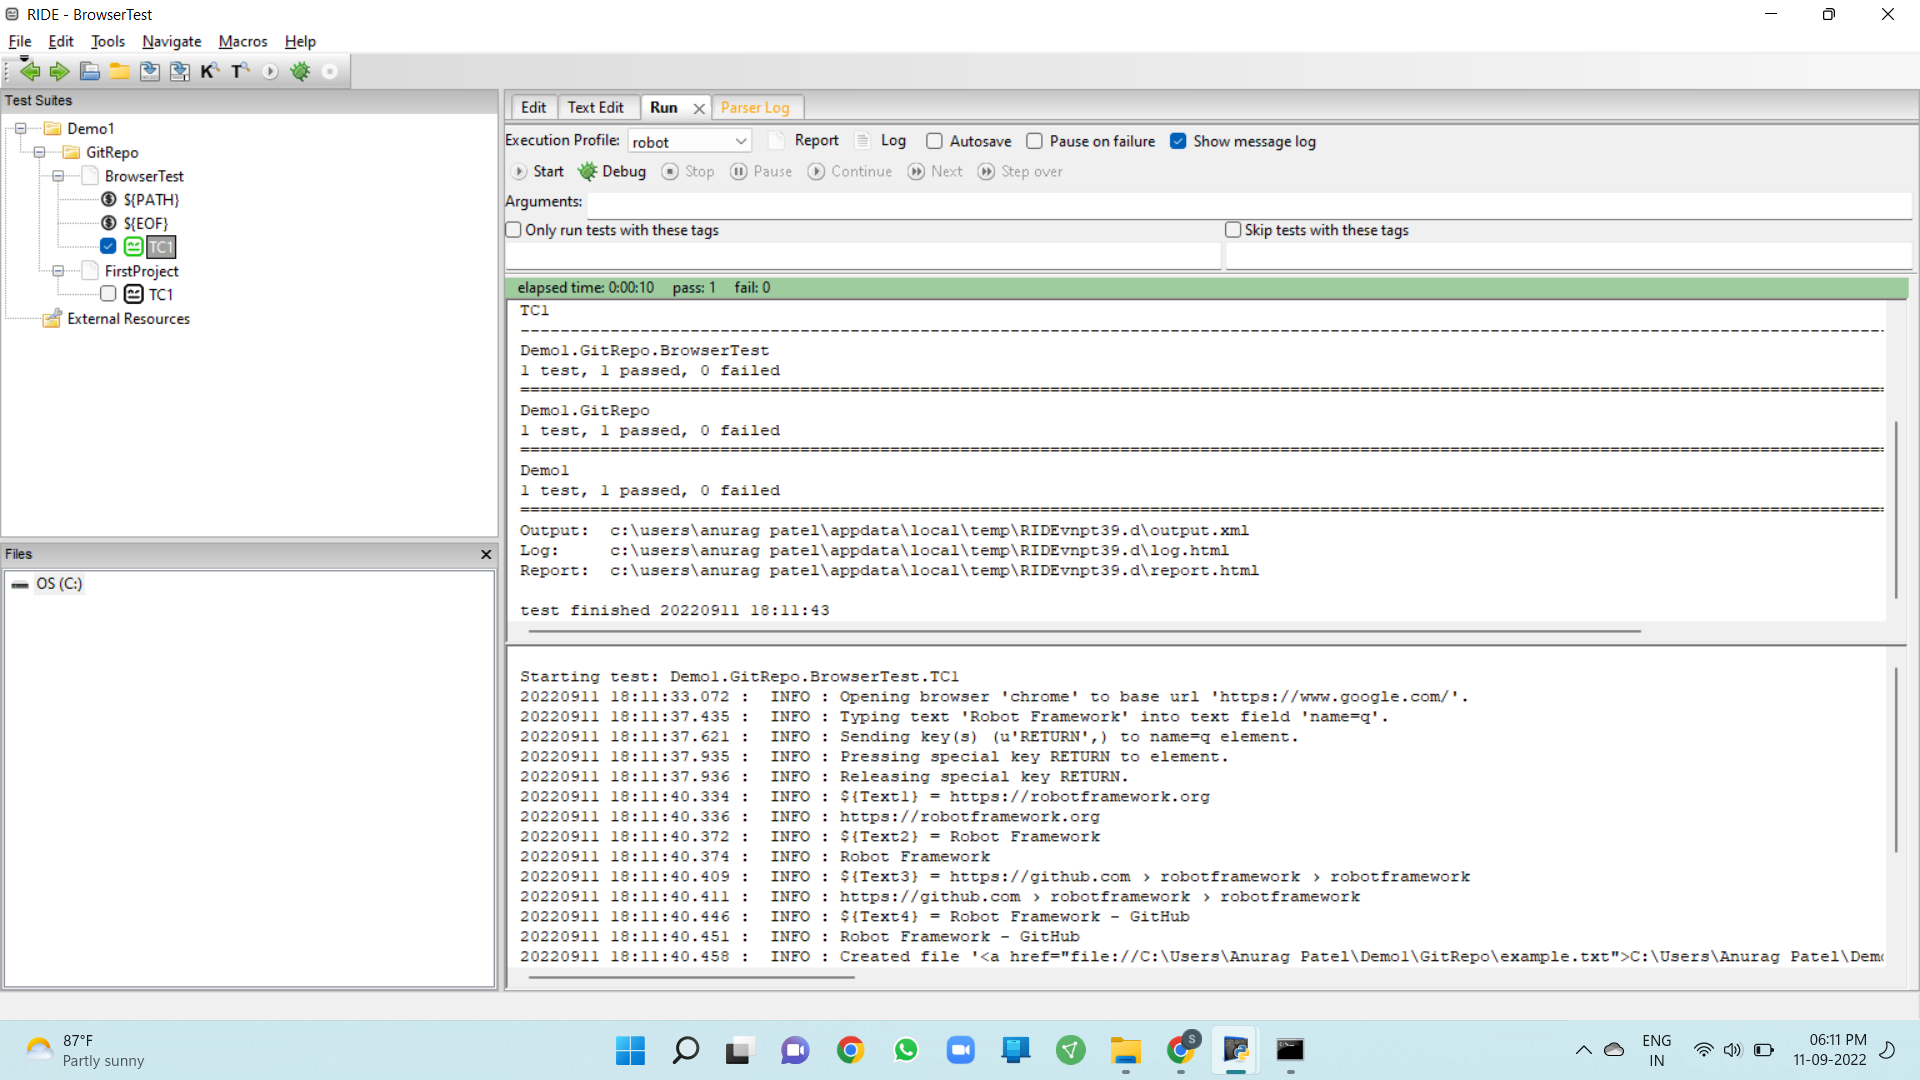 RIDE - BrowserTest
File Edit Tools Navigate Macros Help
Test Suites
Demo1
GitRepo
BrowserTest
${PATH}
${EOF}
TC1
FirstProject
TC1
External Resources
Files
OS (C:)
Edit Text Edit Run Parser Log
Execution Profile: robot Report Log Autosave Pause on failure Show message log
Start Debug Stop Pause Continue Next Step over
Arguments:
Only run tests with these tags Skip tests with these tags
elapsed time: 0:00:10 pass: 1 fail: 0
TC1
------------------------------------------------------------------------------
Demo1.GitRepo.BrowserTest
1 test, 1 passed, 0 failed
==============================================================================
Demo1.GitRepo
1 test, 1 passed, 0 failed
==============================================================================
Demo1
1 test, 1 passed, 0 failed
==============================================================================
Output: c:\users\anurag patel\appdata\local\temp\RIDEvnpt39.d\output.xml
Log: c:\users\anurag patel\appdata\local\temp\RIDEvnpt39.d\log.html
Report: c:\users\anurag patel\appdata\local\temp\RIDEvnpt39.d\report.html
test finished 20220911 18:11:43
Starting test: Demo1.GitRepo.BrowserTest.TC1
20220911 18:11:33.072 : INFO : Opening browser 'chrome' to base url 'https://www.google.com/'.
20220911 18:11:37.435 : INFO : Typing text 'Robot Framework' into text field 'name=q'.
20220911 18:11:37.621 : INFO : Sending key(s) (u'RETURN',) to name=q element.
20220911 18:11:37.935 : INFO : Pressing special key RETURN to element.
20220911 18:11:37.936 : INFO : Releasing special key RETURN.
20220911 18:11:40.334 : INFO : ${Text1} = https://robotframework.org
20220911 18:11:40.336 : INFO : https://robotframework.org
20220911 18:11:40.372 : INFO : ${Text2} = Robot Framework
20220911 18:11:40.374 : INFO : Robot Framework
20220911 18:11:40.409 : INFO : ${Text3} = https://github.com › robotframework › robotframework
20220911 18:11:40.411 : INFO : https://github.com › robotframework › robotframework
20220911 18:11:40.446 : INFO : ${Text4} = Robot Framework - GitHub
20220911 18:11:40.451 : INFO : Robot Framework - GitHub
20220911 18:11:40.458 : INFO : Created file '<a href="file://C:\Users\Anurag Patel\Demo1\GitRepo\example.txt">C:\Users\Anurag Patel\Dem
87°F
Partly sunny
S
ENG
IN
06:11 PM
11-09-2022